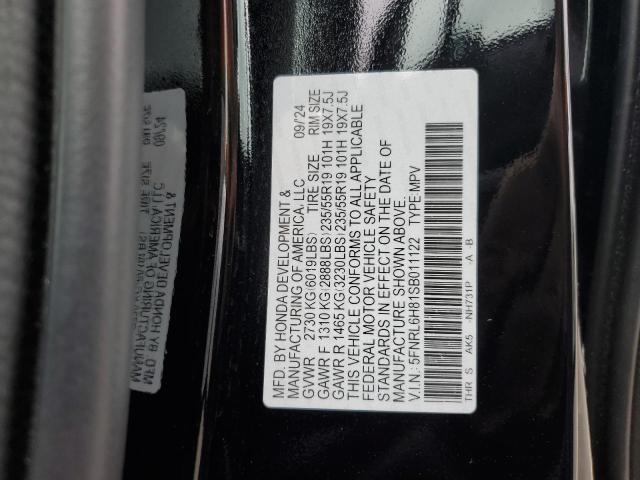 MFD. BY HONDA DEVELOPMENT &
MANUFACTURING OF AMERICA, LLC 09/'24
GVWR 2730 KG(6019LBS) TIRE SIZE RIM SIZE
GAWR F 1310 KG(2888LBS)235/55R19 101H 19X7.5J
GAWR R 1465 KG(3230LBS)235/55R19 101H 19X7.5J
THIS VEHICLE CONFORMS TO ALL APPLICABLE
FEDERAL MOTOR VEHICLE SAFETY
STANDARDS IN EFFECT ON THE DATE OF
MANUFACTURE SHOWN ABOVE.
V.I.N.: 5FNRL6H81SB011122 TYPE:MPV
THR S AK5 -NH731P -A -B